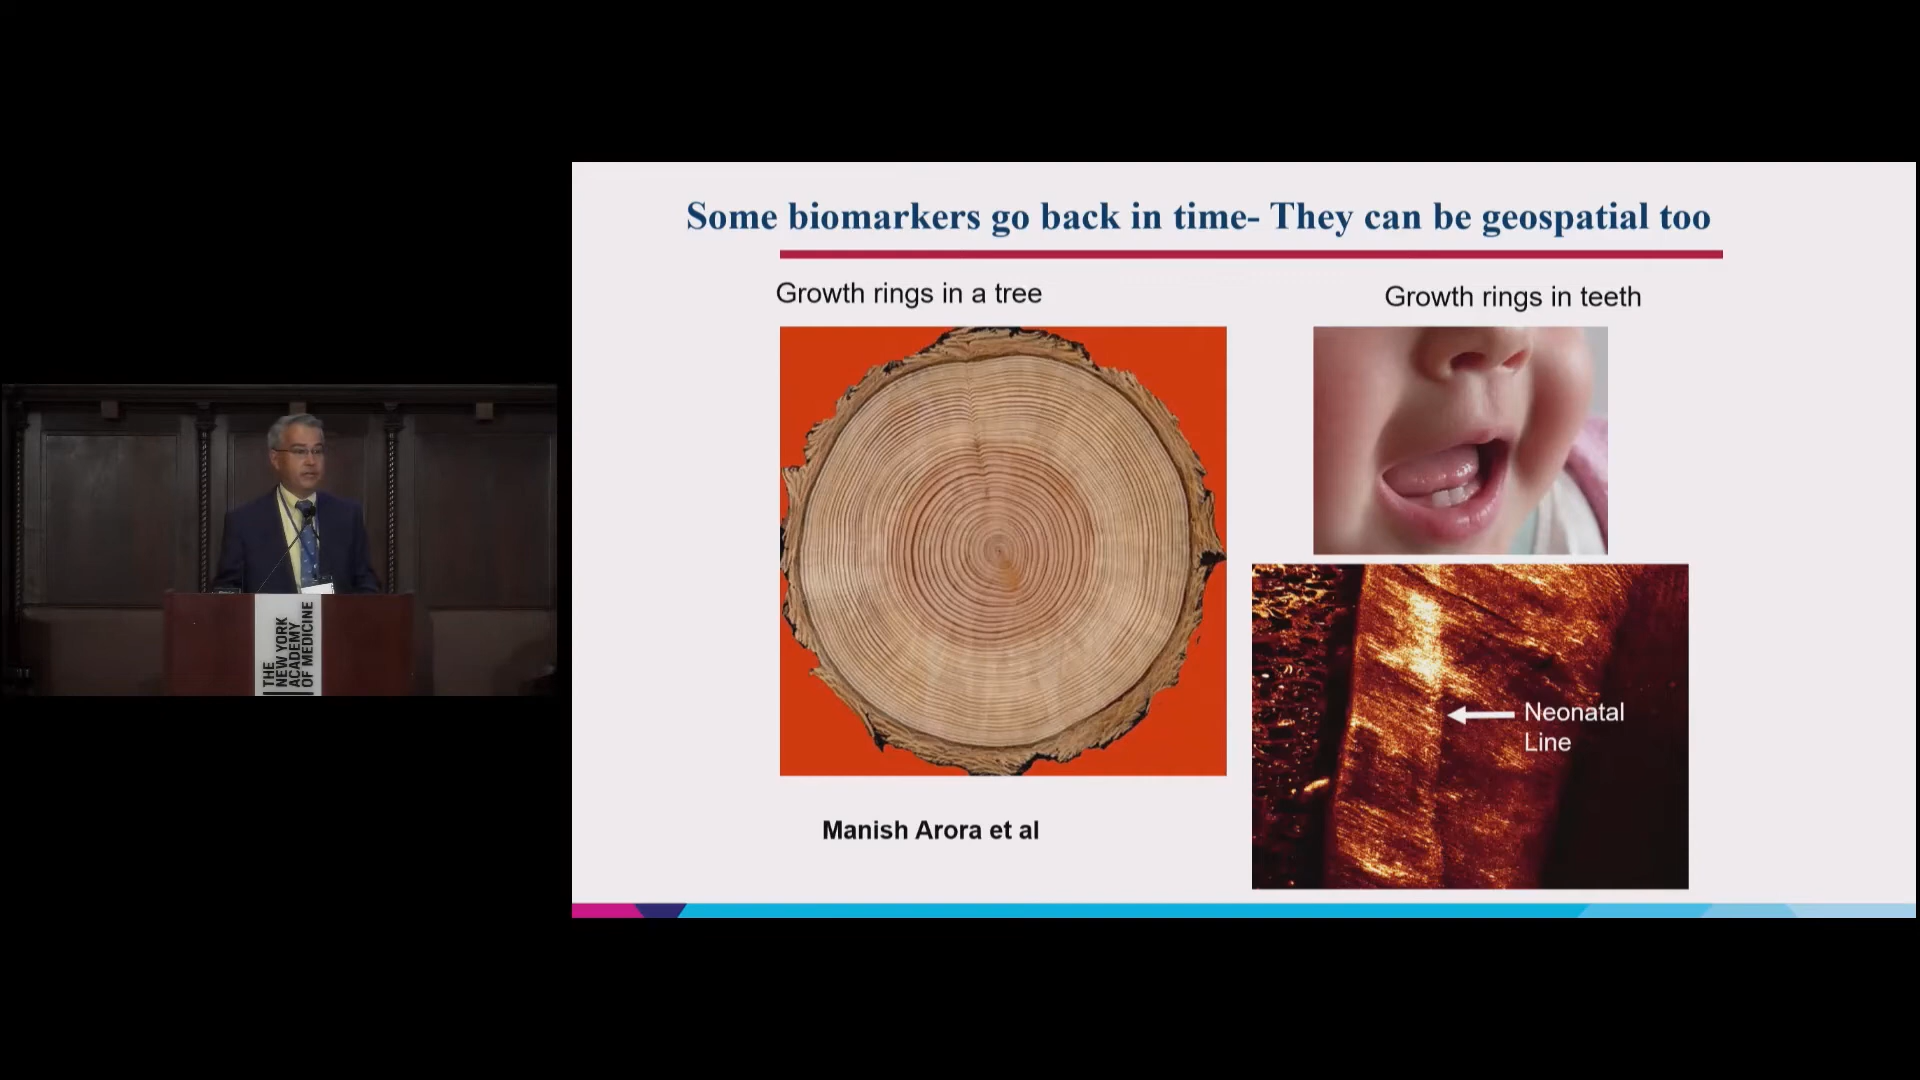 Some biomarkers go back in time- They can be geospatial too
Growth rings in a tree
Growth rings in teeth
Neonatal
Line
Manish Arora et al
THE
NEW YORK
ACADEMY
OF MEDICINE